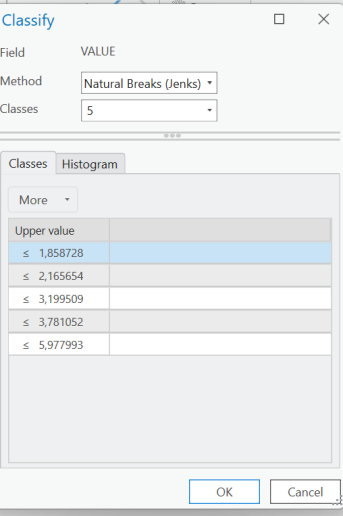 Classify
Field VALUE
Method Natural Breaks (Jenks)
Classes 5
Classes Histogram
More
Upper value
≤ 1,858728
≤ 2,165654
≤ 3,199509
≤ 3,781052
≤ 5,977993
OK Cancel